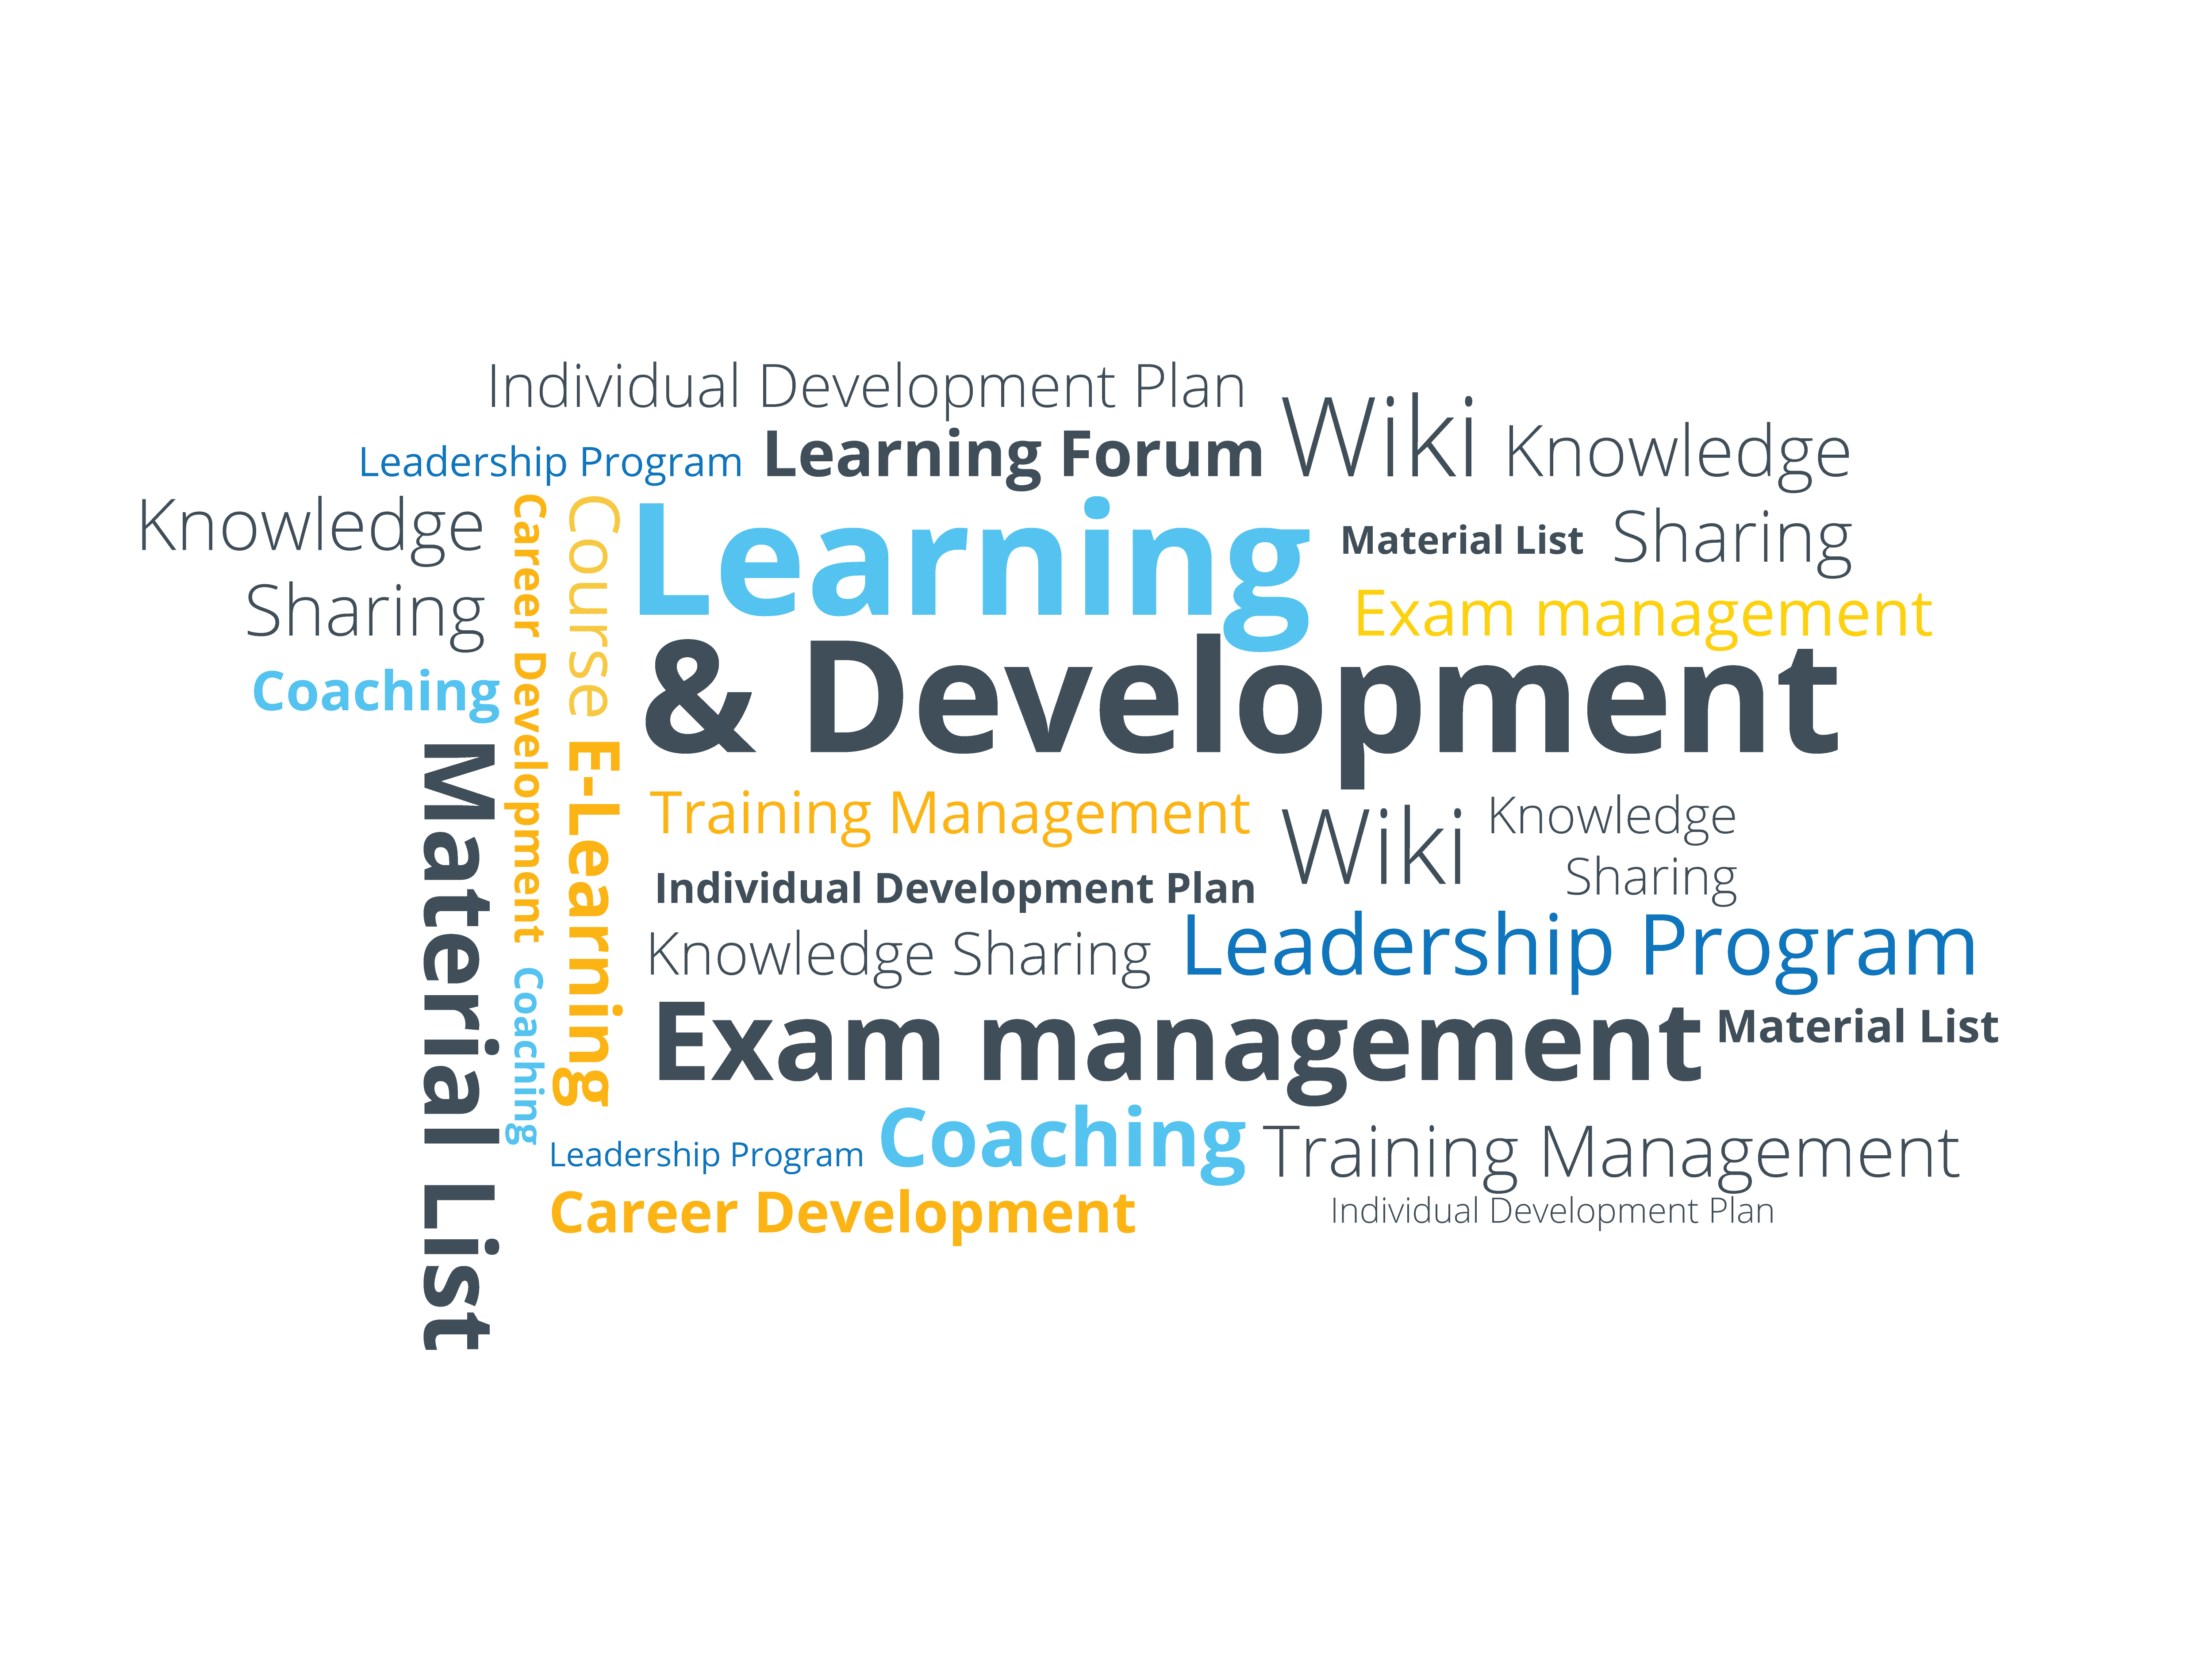 Individual Development Plan
Wiki
Knowledge
Sharing
Leadership Program
Learning Forum
Knowledge
Sharing
Career Development
Course
Learning
& Development
Material List
Exam management
Coaching
Material List
E-Learning
Training Management
Wiki
Knowledge
Sharing
Individual Development Plan
Knowledge Sharing
Leadership Program
Coaching
Exam management
Material List
Leadership Program
Coaching
Training Management
Career Development
Individual Development Plan